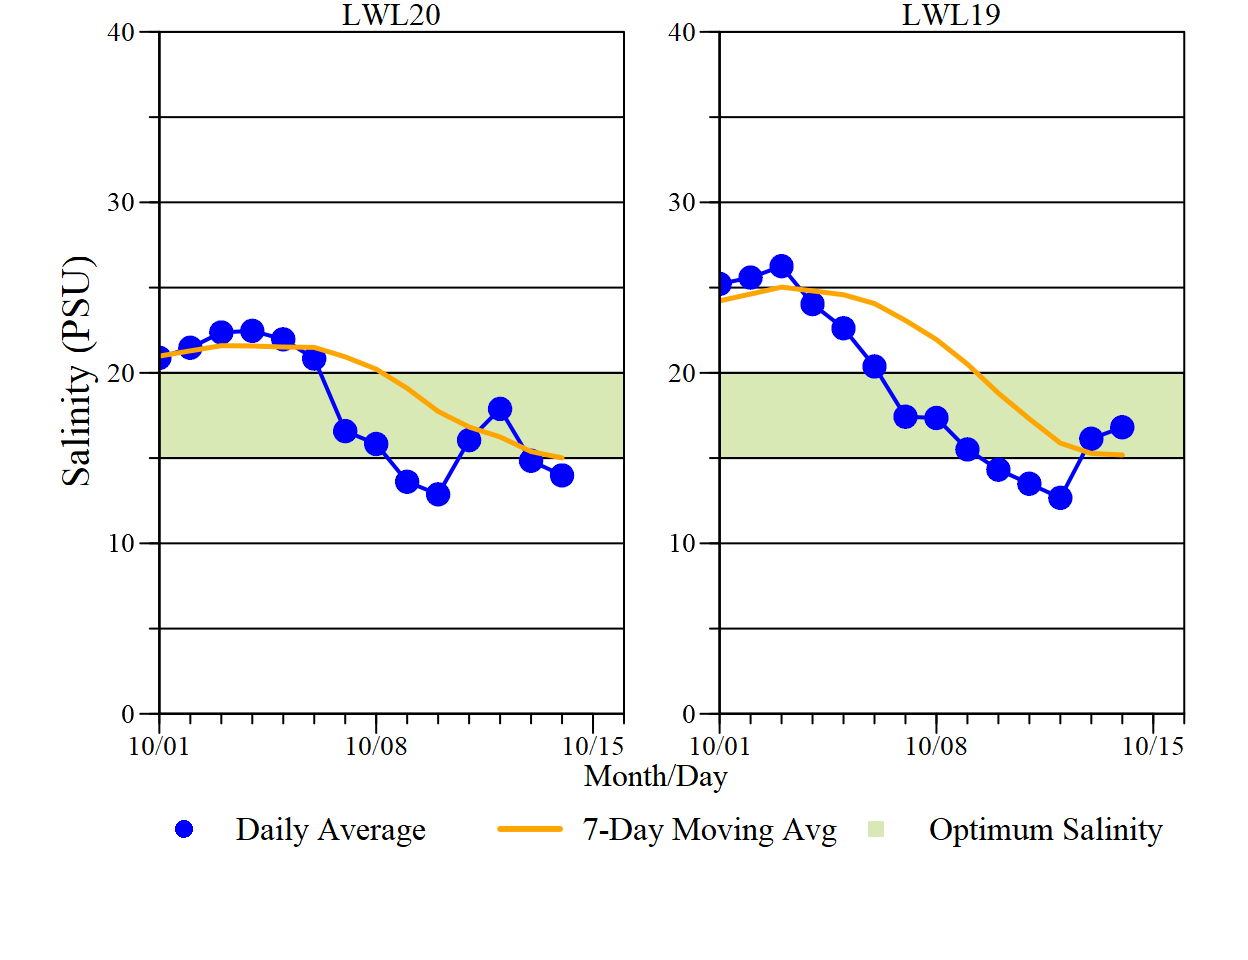 LWL20
LWL19
40
30
20
10
0
40
30
20
10
0
Salinity (PSU)
10/01
10/08
10/15
10/01
10/08
10/15
Month/Day
Daily Average
7-Day Moving Avg
Optimum Salinity